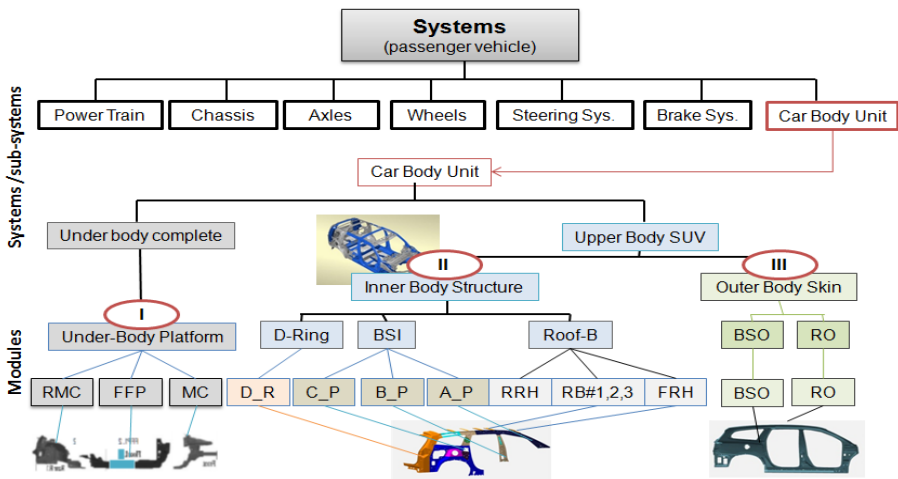 Systems
(passenger vehicle)
Systems /sub-systems
Power Train
Chassis
Axles
Wheels
Steering Sys.
Brake Sys.
Car Body Unit
Car Body Unit
Under body complete
Upper Body SUV
I
II
III
Under-Body Platform
Inner Body Structure
Outer Body Skin
Modules
D-Ring
BSI
Roof-B
BSO
RO
RMC
FFP
MC
D_R
C_P
B_P
A_P
RRH
RB#1,2,3
FRH
BSO
RO